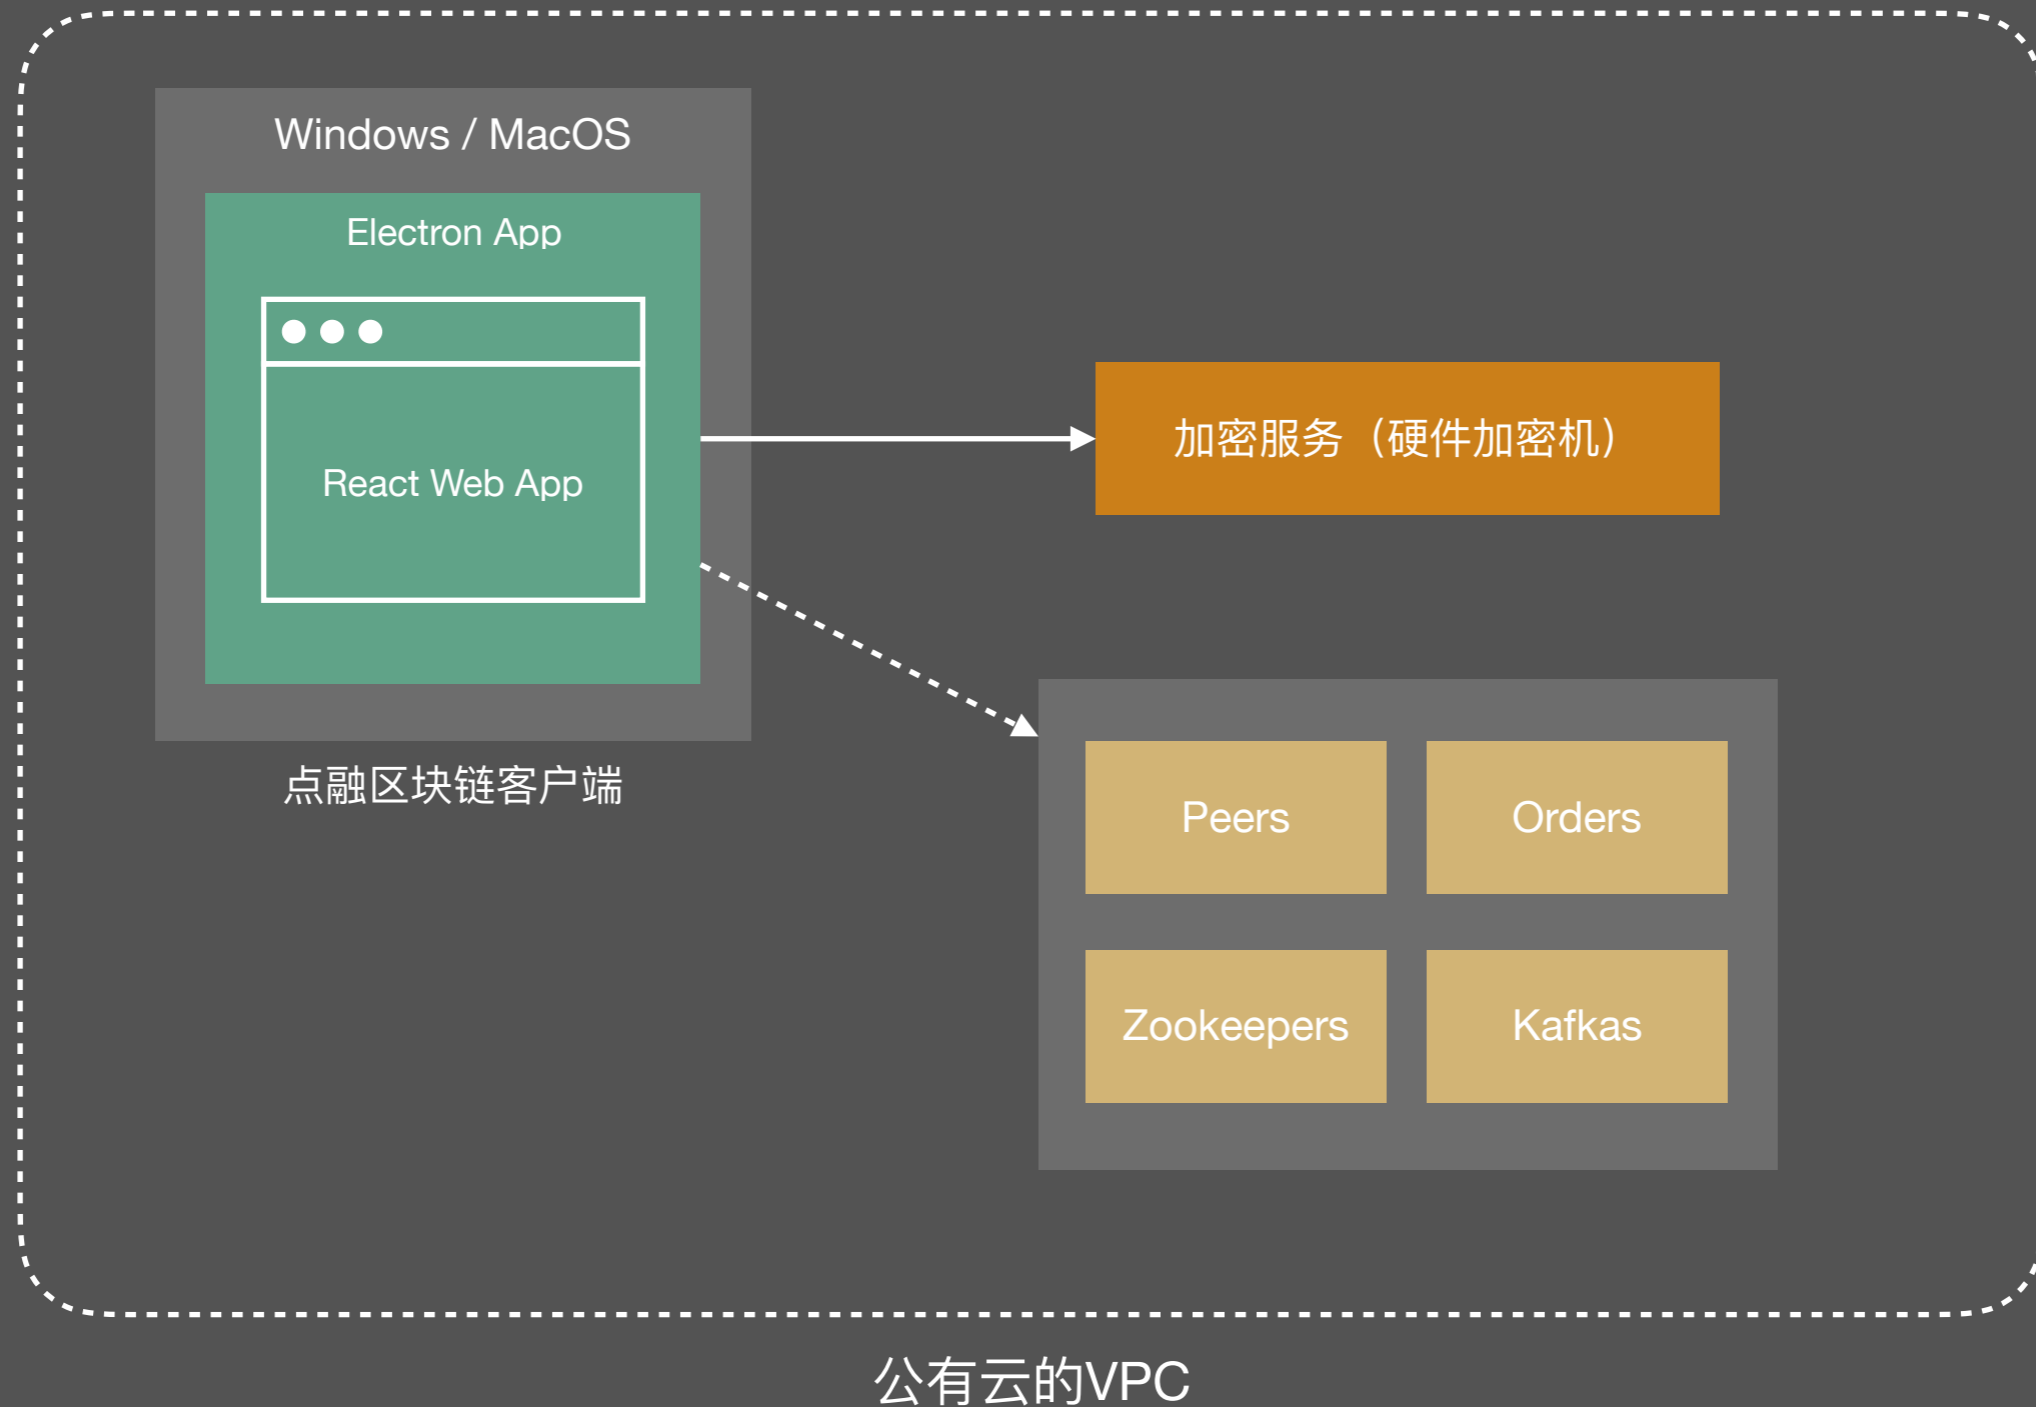 Windows / MacOS
Electron App
React Web App
点融区块链客户端
加密服务（硬件加密机）
Peers
Orders
Zookeepers
Kafkas
公有云的VPC